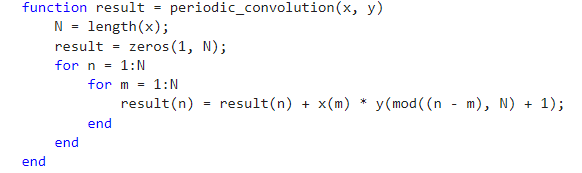 function result = periodic_convolution(x, y)
    N = length(x);
    result = zeros(1, N);
    for n = 1:N
        for m = 1:N
            result(n) = result(n) + x(m) * y(mod((n - m), N) + 1);
        end
    end
end